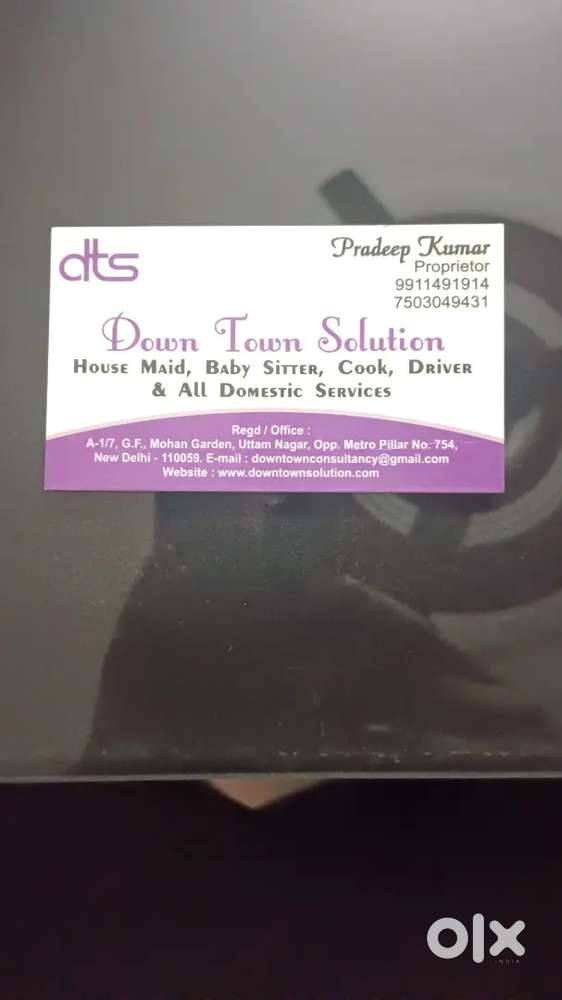 dts
Pradeep Kumar
Proprietor
9911491914
7503049431
Down Town Solution
House Maid, Baby Sitter, Cook, Driver
& All Domestic Services
Regd / Office :
A-1/7, G.F., Mohan Garden, Uttam Nagar, Opp. Metro Pillar No. 754,
New Delhi - 110059. E-mail : downtownconsultancy@gmail.com
Website : www.downtownsolution.com
olx
INDIA